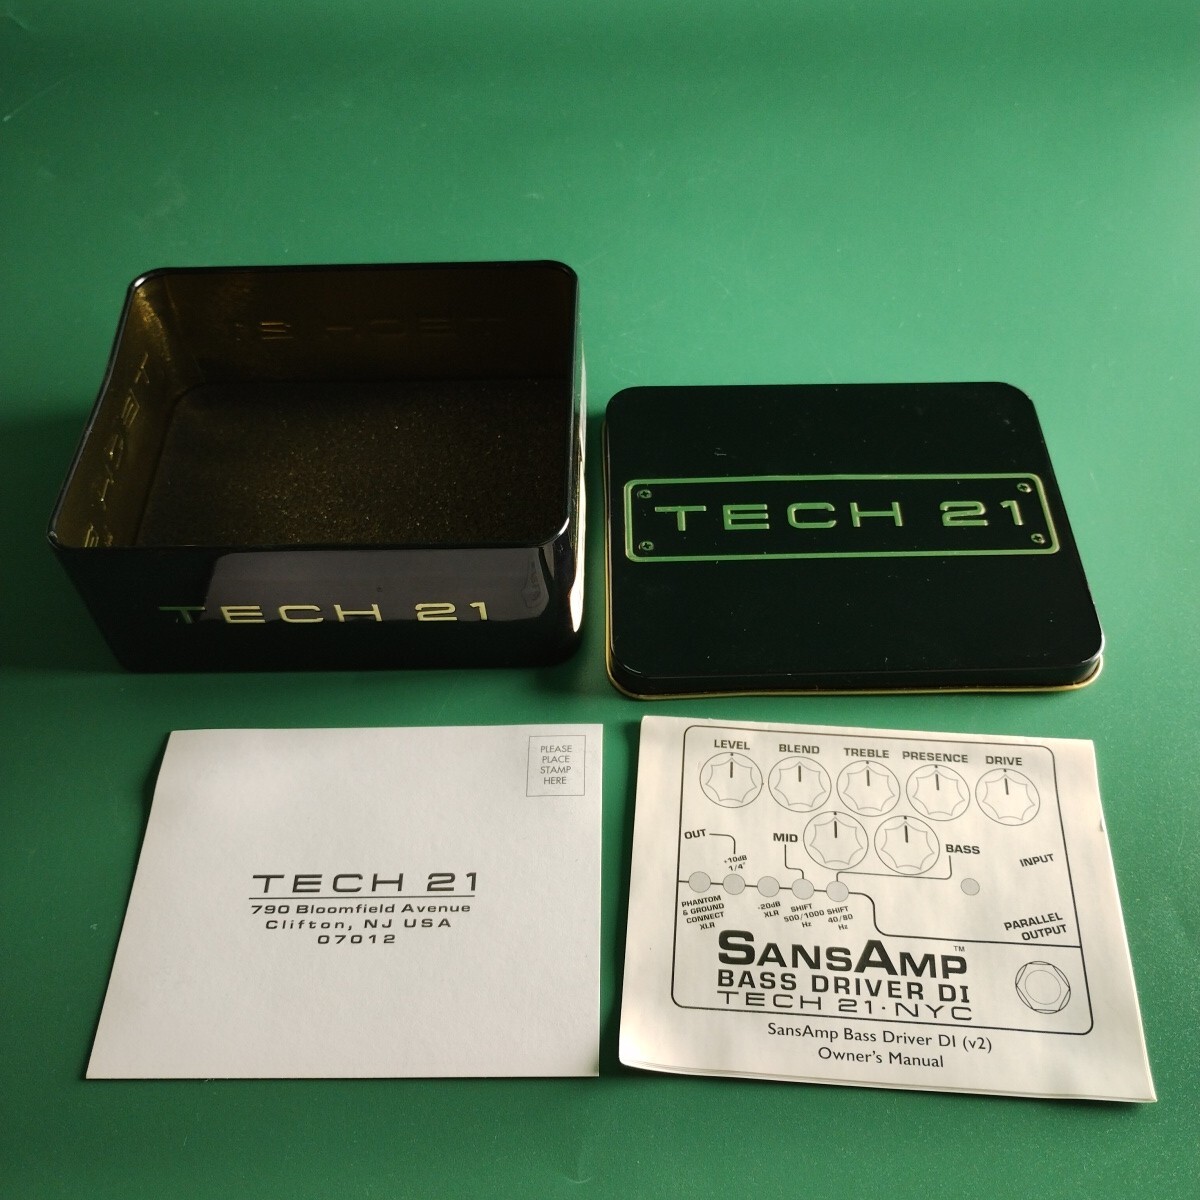 TECH 21
TECH 21
TECH 21
PLEASE
PLACE
STAMP
HERE
TECH 21
790 Bloomfield Avenue
Clifton, NJ USA
07012
LEVEL BLEND TREBLE PRESENCE DRIVE
OUT
MID
BASS
+10dB
1/4"
INPUT
PHANTOM
& GROUND
CONNECT
XLR
-20dB
XLR
SHIFT
500/1000
Hz
SHIFT
40/80
Hz
PARALLEL
OUTPUT
SANSAMP™
BASS DRIVER DI
TECH 21·NYC
SansAmp Bass Driver DI (v2)
Owner's Manual